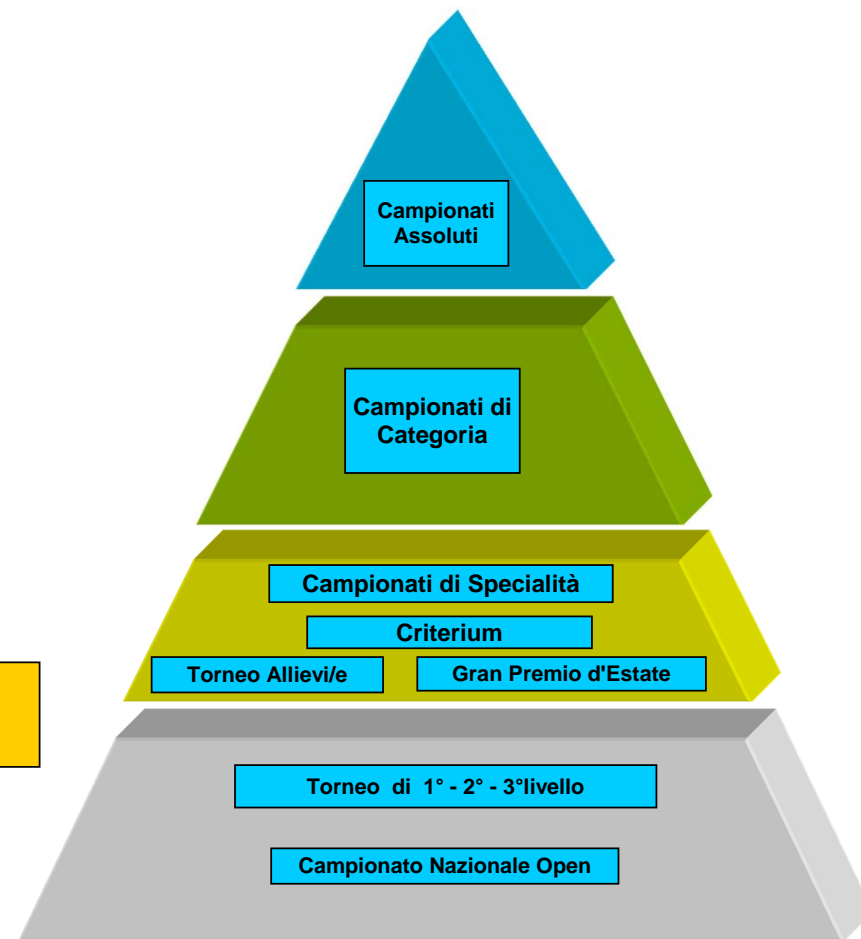 Campionati
Assoluti
Campionati di
Categoria
Campionati di Specialità
Criterium
Torneo Allievi/e
Gran Premio d'Estate
Torneo di 1° - 2° - 3°livello
Campionato Nazionale Open